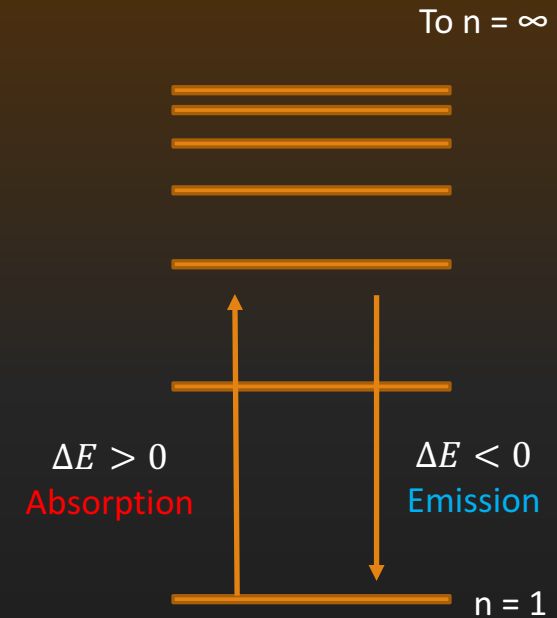 To n = ∞
Δ𝐸 > 0
Absorption
Δ𝐸 < 0
Emission
n = 1